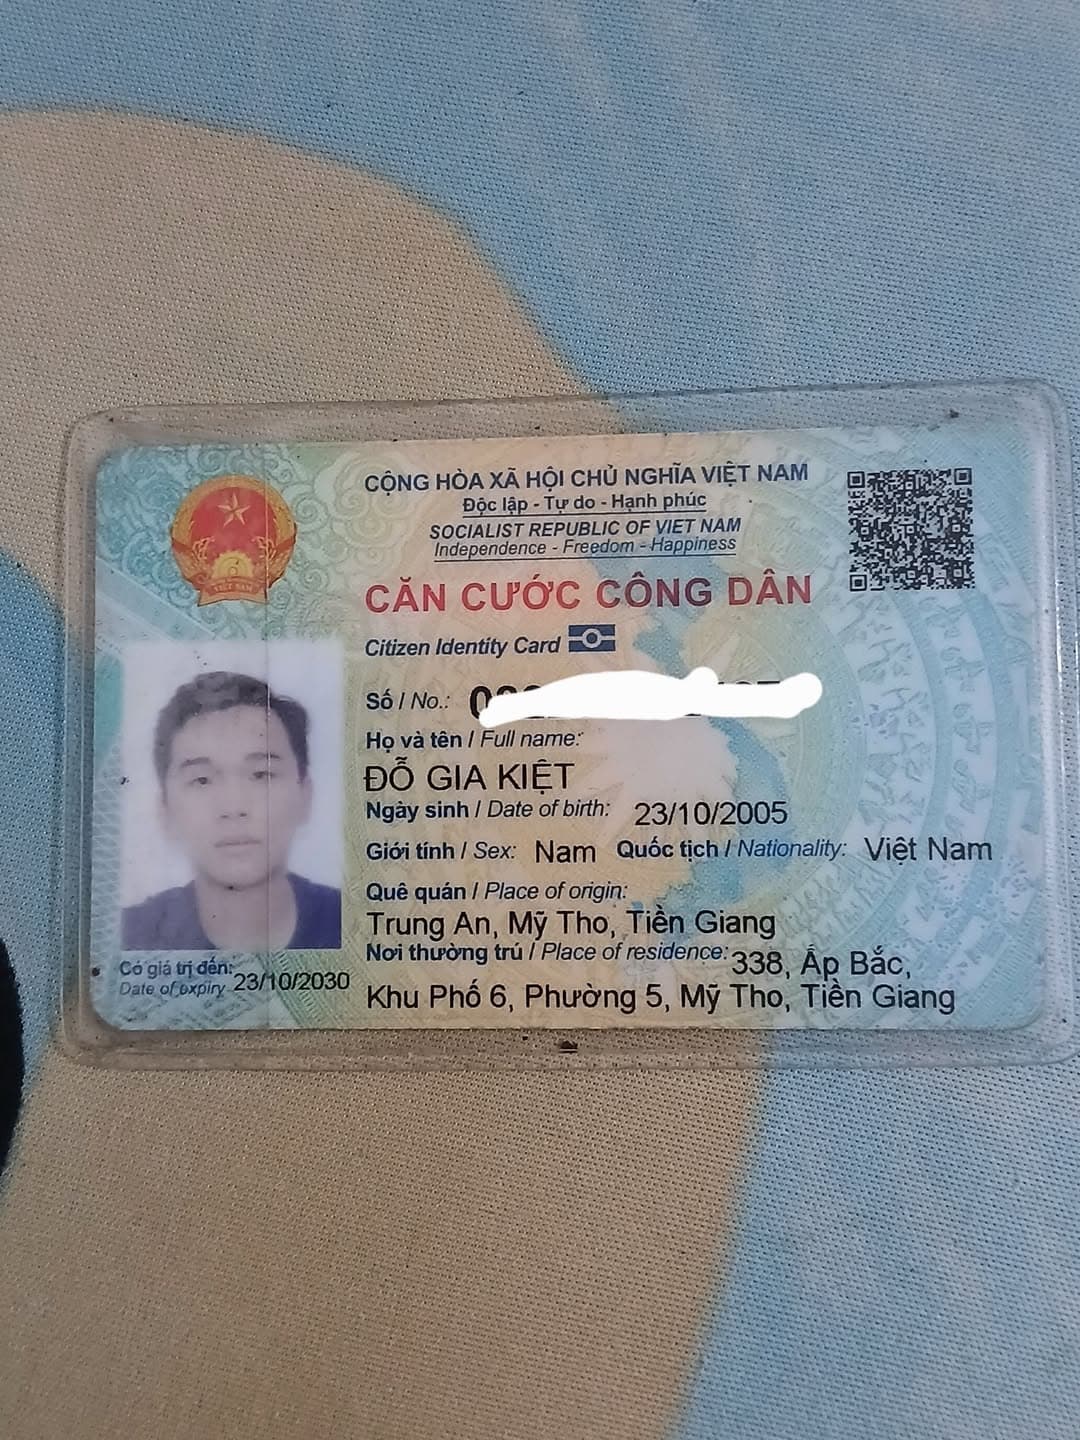 CỘNG HÒA XÃ HỘI CHỦ NGHĨA VIỆT NAM
Độc lập - Tự do - Hạnh phúc
SOCIALIST REPUBLIC OF VIET NAM
Independence - Freedom - Happiness
CĂN CƯỚC CÔNG DÂN
Citizen Identity Card
Số / No.:
Họ và tên / Full name:
ĐỖ GIA KIỆT
Ngày sinh / Date of birth: 23/10/2005
Giới tính / Sex: Nam Quốc tịch / Nationality: Việt Nam
Quê quán / Place of origin:
Trung An, Mỹ Tho, Tiền Giang
Nơi thường trú / Place of residence: 338, Ấp Bắc,
Khu Phố 6, Phường 5, Mỹ Tho, Tiền Giang
Có giá trị đến: 23/10/2030
Date of expiry
VIỆT NAM